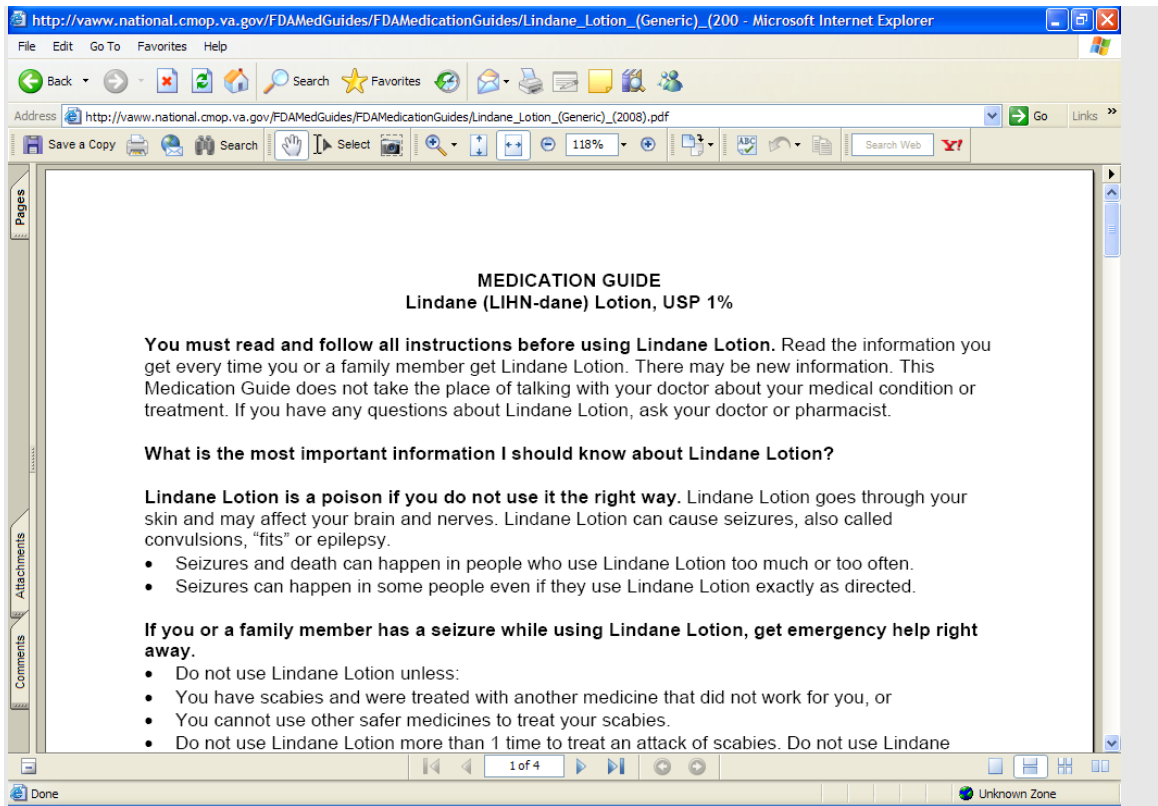 http://vaww.national.cmop.va.gov/FDAMedGuides/FDAMedicationGuides/Lindane_Lotion_(Generic)_(200 - Microsoft Internet Explorer
File Edit Go To Favorites Help
Back Search Favorites
Address http://vaww.national.cmop.va.gov/FDAMedGuides/FDAMedicationGuides/Lindane_Lotion_(Generic)_(2008).pdf Go Links »
Save a Copy Search Select 118% ABC Search Web Y!
Pages
MEDICATION GUIDE
Lindane (LIHN-dane) Lotion, USP 1%
You must read and follow all instructions before using Lindane Lotion. Read the information you
get every time you or a family member get Lindane Lotion. There may be new information. This
Medication Guide does not take the place of talking with your doctor about your medical condition or
treatment. If you have any questions about Lindane Lotion, ask your doctor or pharmacist.
What is the most important information I should know about Lindane Lotion?
Lindane Lotion is a poison if you do not use it the right way. Lindane Lotion goes through your
skin and may affect your brain and nerves. Lindane Lotion can cause seizures, also called
convulsions, “fits” or epilepsy.
• Seizures and death can happen in people who use Lindane Lotion too much or too often.
• Seizures can happen in some people even if they use Lindane Lotion exactly as directed.
Attachments
If you or a family member has a seizure while using Lindane Lotion, get emergency help right
away.
• Do not use Lindane Lotion unless:
• You have scabies and were treated with another medicine that did not work for you, or
• You cannot use other safer medicines to treat your scabies.
• Do not use Lindane Lotion more than 1 time to treat an attack of scabies. Do not use Lindane
Comments
1 of 4
Done Unknown Zone